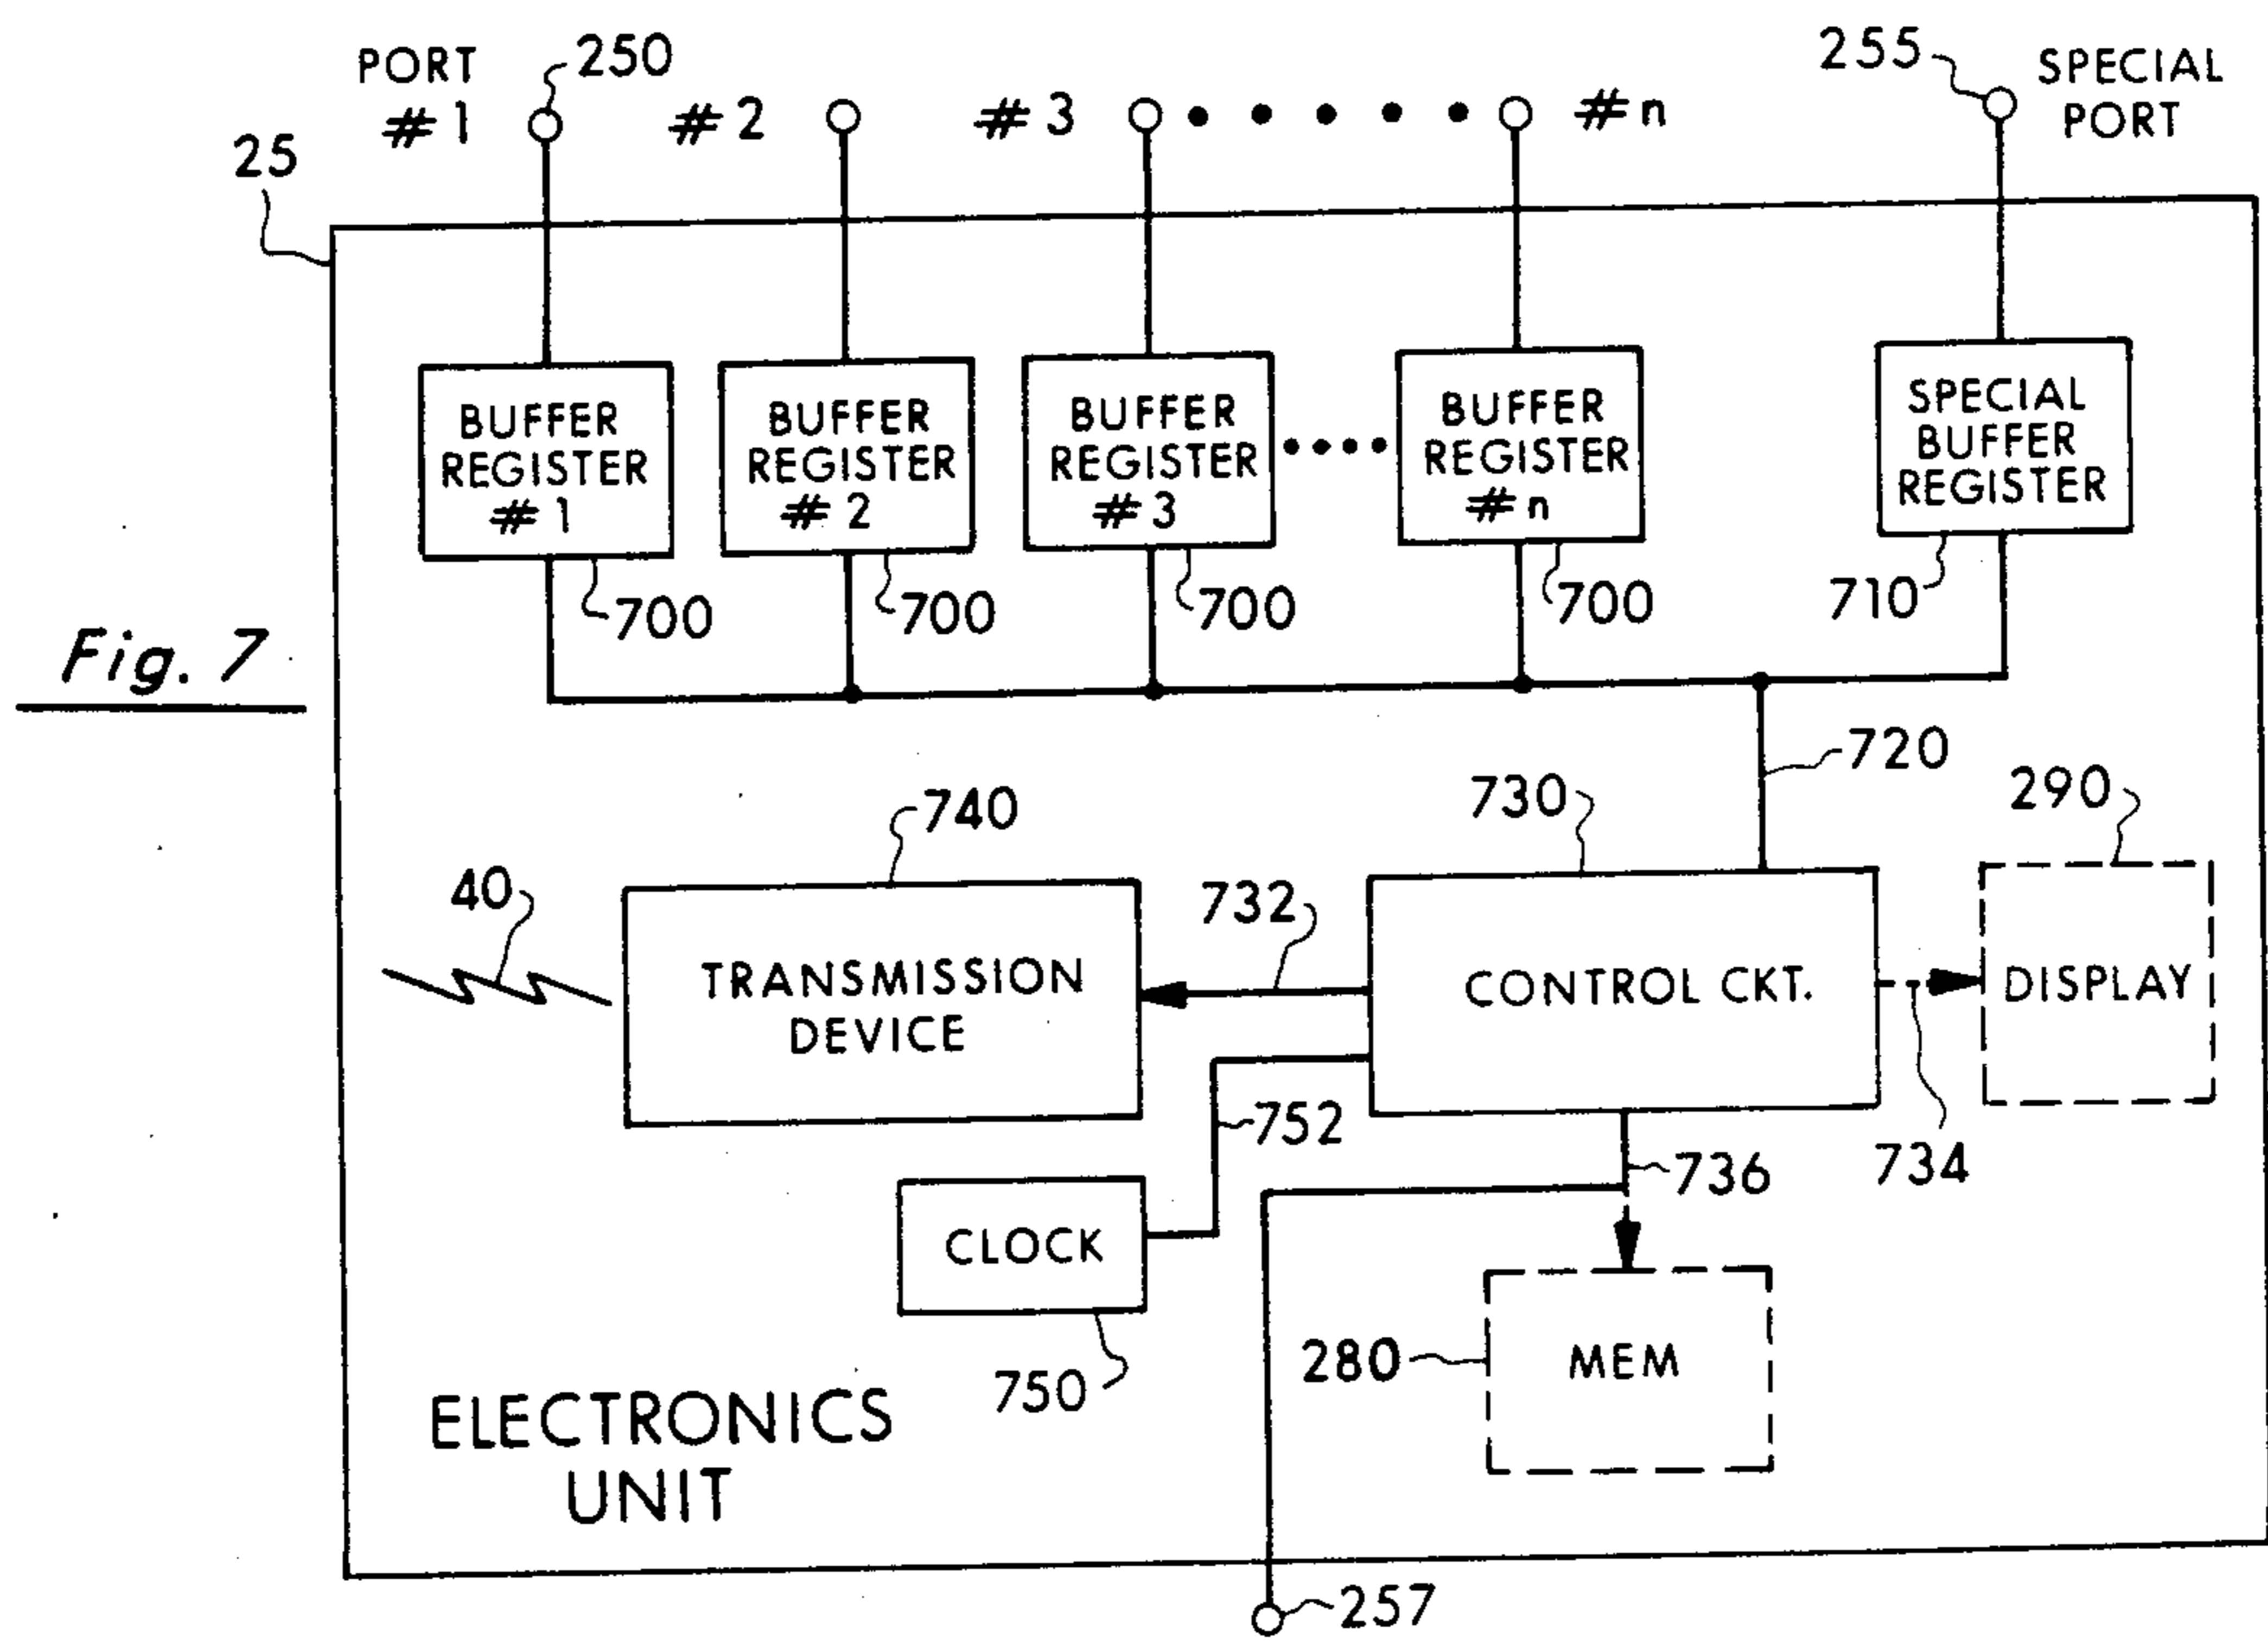 PORT
#1
250
#2
#3
#n
255
SPECIAL
PORT
25
BUFFER
REGISTER
#1
BUFFER
REGISTER
#2
BUFFER
REGISTER
#3
BUFFER
REGISTER
#n
SPECIAL
BUFFER
REGISTER
700
700
700
700
710
Fig. 7
720
740
730
290
40
732
TRANSMISSION
DEVICE
CONTROL CKT.
DISPLAY
752
734
736
CLOCK
750
280
MEM
ELECTRONICS
UNIT
257